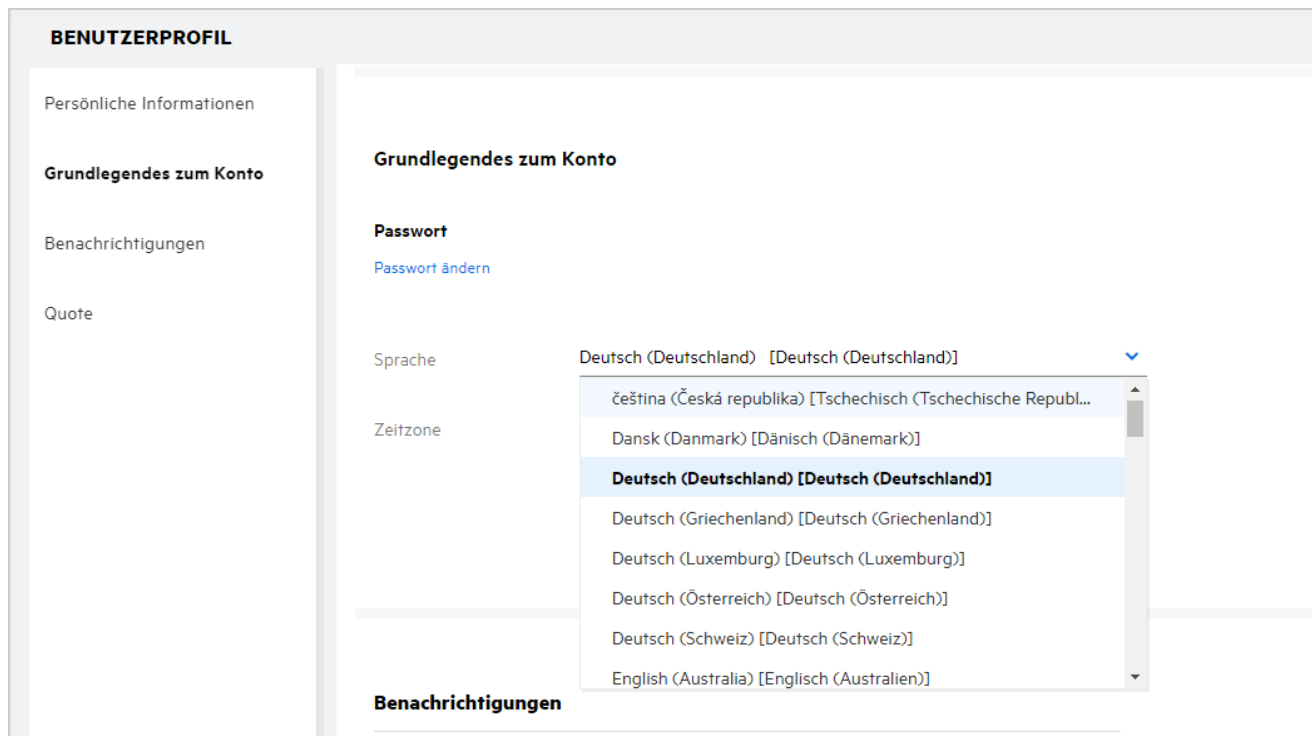 BENUTZERPROFIL
Persönliche Informationen
Grundlegendes zum Konto
Benachrichtigungen
Quote
Grundlegendes zum Konto
Passwort
Passwort ändern
Sprache
Deutsch (Deutschland) [Deutsch (Deutschland)]
čeština (Česká republika) [Tschechisch (Tschechische Republ...
Zeitzone
Dansk (Danmark) [Dänisch (Dänemark)]
Deutsch (Deutschland) [Deutsch (Deutschland)]
Deutsch (Griechenland) [Deutsch (Griechenland)]
Deutsch (Luxemburg) [Deutsch (Luxemburg)]
Deutsch (Österreich) [Deutsch (Österreich)]
Deutsch (Schweiz) [Deutsch (Schweiz)]
English (Australia) [Englisch (Australien)]
Benachrichtigungen